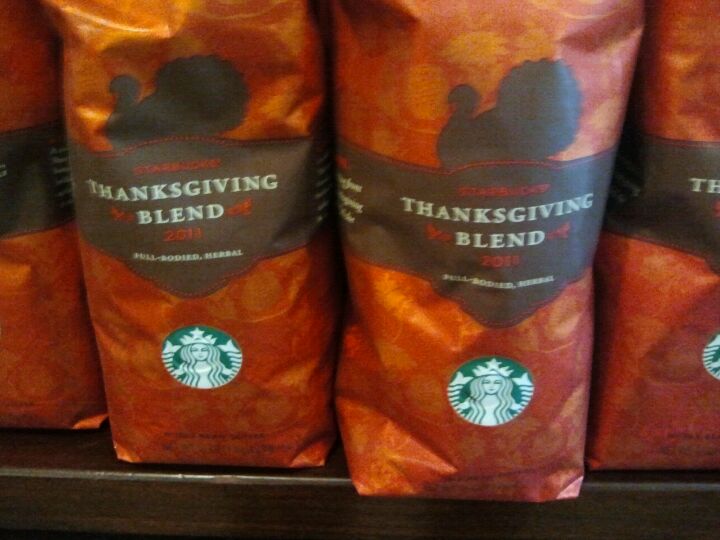 STARBUCKS
THANKSGIVING
BLEND
2011
FULL-BODIED, HERBAL
STARBUCKS
THANKSGIVING
BLEND
2011
FULL-BODIED, HERBAL
TH